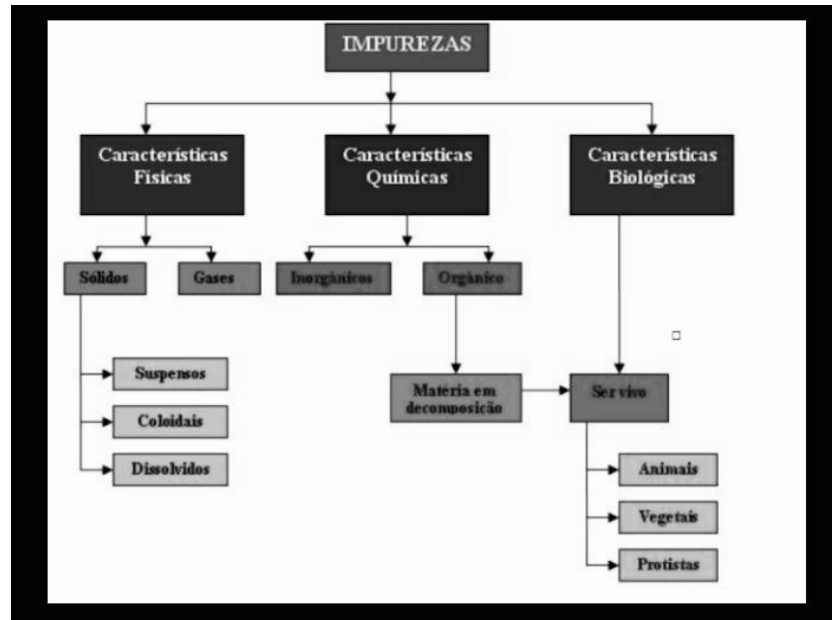 IMPUREZAS
Características
Físicas
Características
Químicas
Características
Biológicas
Sólidos
Gases
Inorgânicos
Orgânico
Suspensos
Coloidais
Dissolvidos
Matéria em
decomposição
Ser vivo
Animais
Vegetais
Protistas